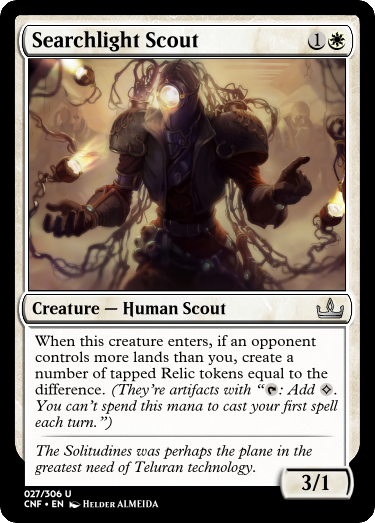 Searchlight Scout 1
Creature — Human Scout
When this creature enters, if an opponent
controls more lands than you, create a
number of tapped Relic tokens equal to the
difference. (They're artifacts with “: Add .
You can't spend this mana to cast your first spell
each turn.”)
The Solitudines was perhaps the plane in the
greatest need of Teluran technology.
3/1
027/306 U
CNF • EN Helder ALMEIDA